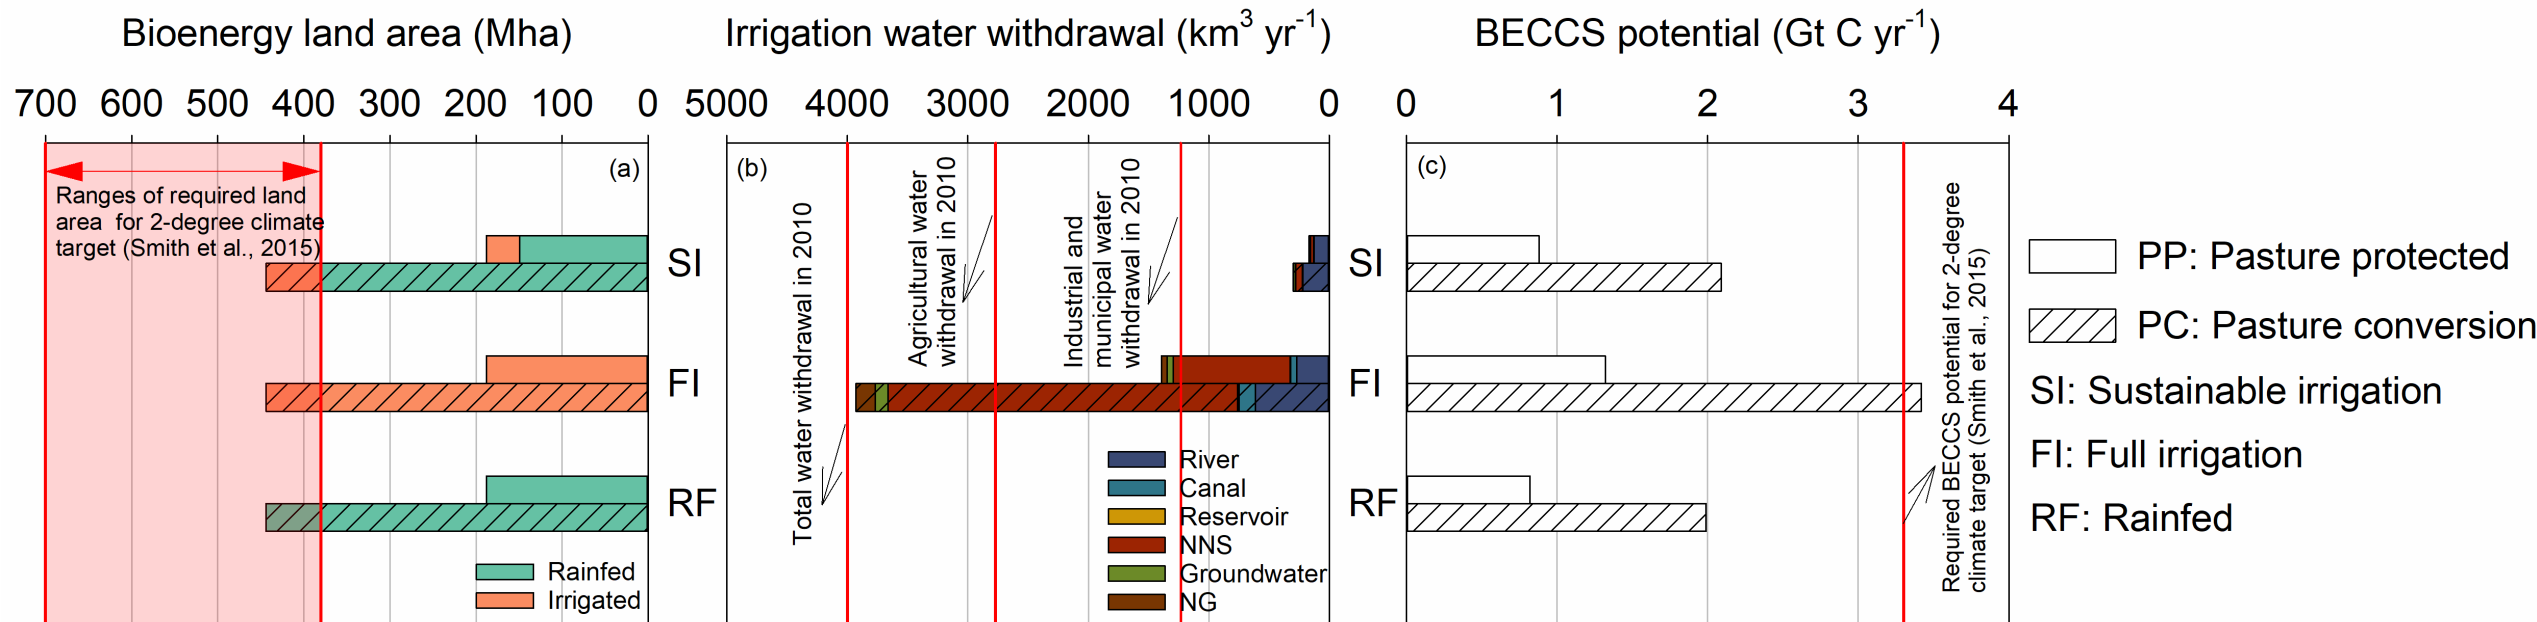 Bioenergy land area (Mha)
700 600 500 400 300 200 100 0
(a)
Ranges of required land
area for 2-degree climate
target (Smith et al., 2015)
SI
FI
RF
Rainfed
Irrigated
Irrigation water withdrawal (km³ yr⁻¹)
5000 4000 3000 2000 1000 0
(b)
Total water withdrawal in 2010
Agricultural water
withdrawal in 2010
Industrial and
municipal water
withdrawal in 2010
SI
FI
RF
River
Canal
Reservoir
NNS
Groundwater
NG
BECCS potential (Gt C yr⁻¹)
0 1 2 3 4
(c)
Required BECCS potential for 2-degree
climate target (Smith et al., 2015)
PP: Pasture protected
PC: Pasture conversion
SI: Sustainable irrigation
FI: Full irrigation
RF: Rainfed